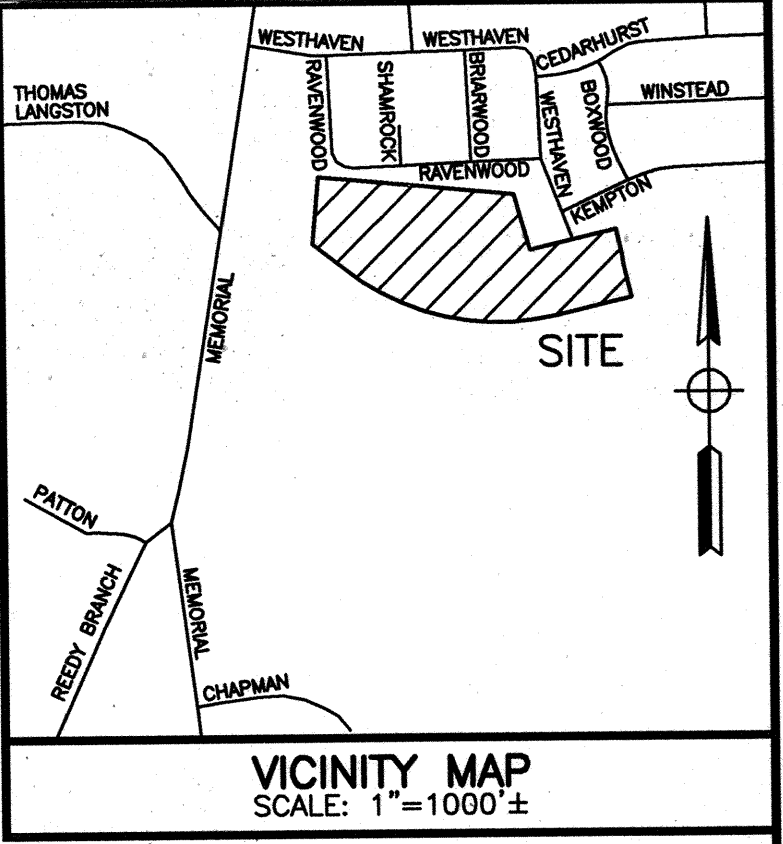 WESTHAVEN
WESTHAVEN
CEDARHURST
THOMAS
LANGSTON
RAVENWOOD
SHAMROCK
BRIARWOOD
WESTHAVEN
BOXWOOD
WINSTEAD
RAVENWOOD
KEMPTON
MEMORIAL
SITE
PATTON
REEDY BRANCH
MEMORIAL
CHAPMAN
VICINITY MAP
SCALE: 1"=1000'±